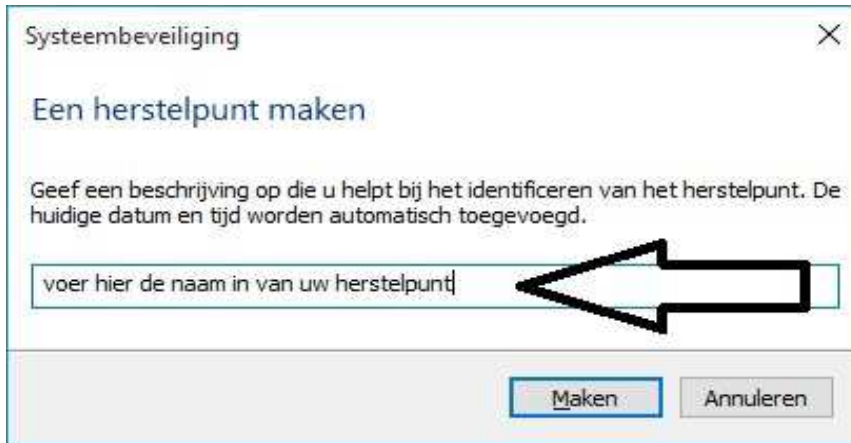 Systeembeveiliging
Een herstelpunt maken
Geef een beschrijving op die u helpt bij het identificeren van het herstelpunt. De
huidige datum en tijd worden automatisch toegevoegd.
voer hier de naam in van uw herstelpunt
Maken
Annuleren